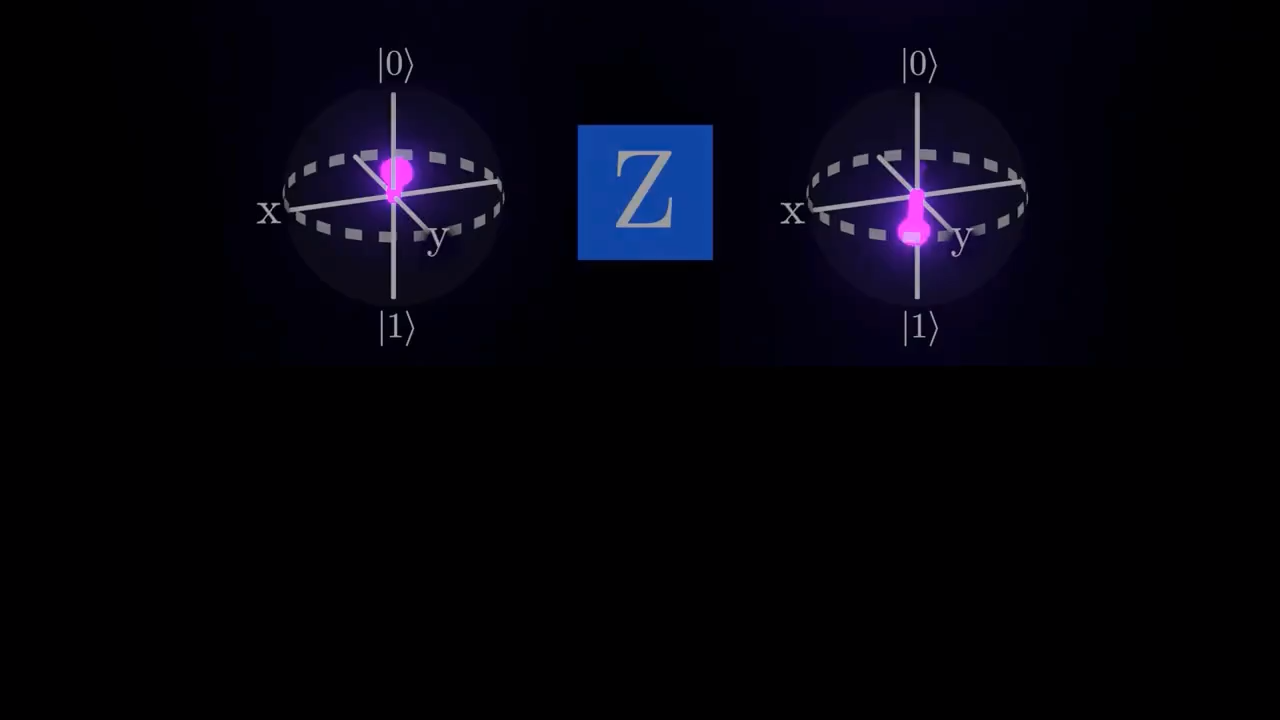 |0⟩ |0⟩
Z
x y x y
|1⟩ |1⟩